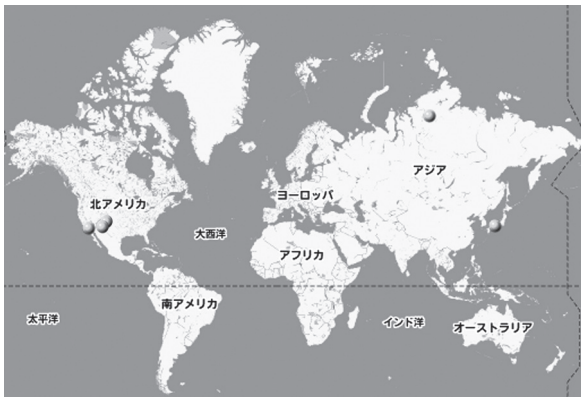 アジア
ヨーロッパ
北アメリカ
大西洋
アフリカ
南アメリカ
太平洋
インド洋
オーストラリア